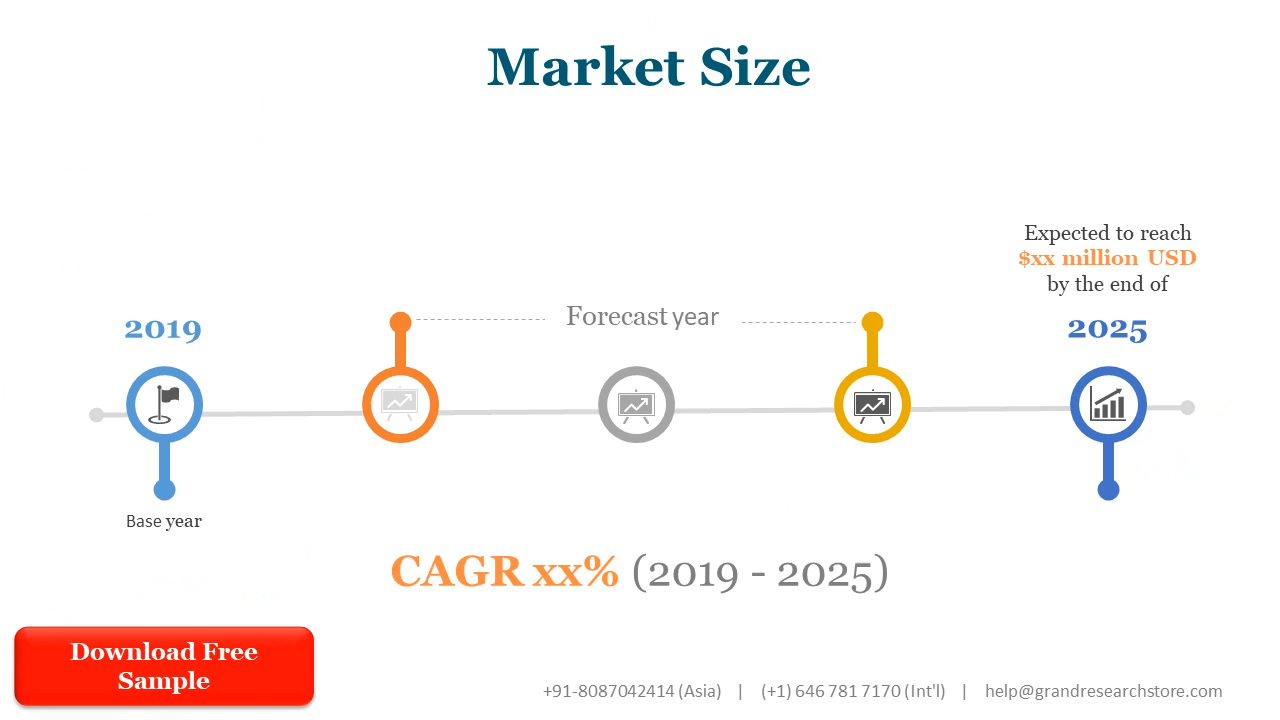 Market Size
Expected to reach
$xx million USD
by the end of
2019
Forecast year
2025
Base year
CAGR xx% (2019 - 2025)
Download Free
Sample
+91-8087042414 (Asia) | (+1) 646 781 7170 (Int'l) | help@grandresearchstore.com